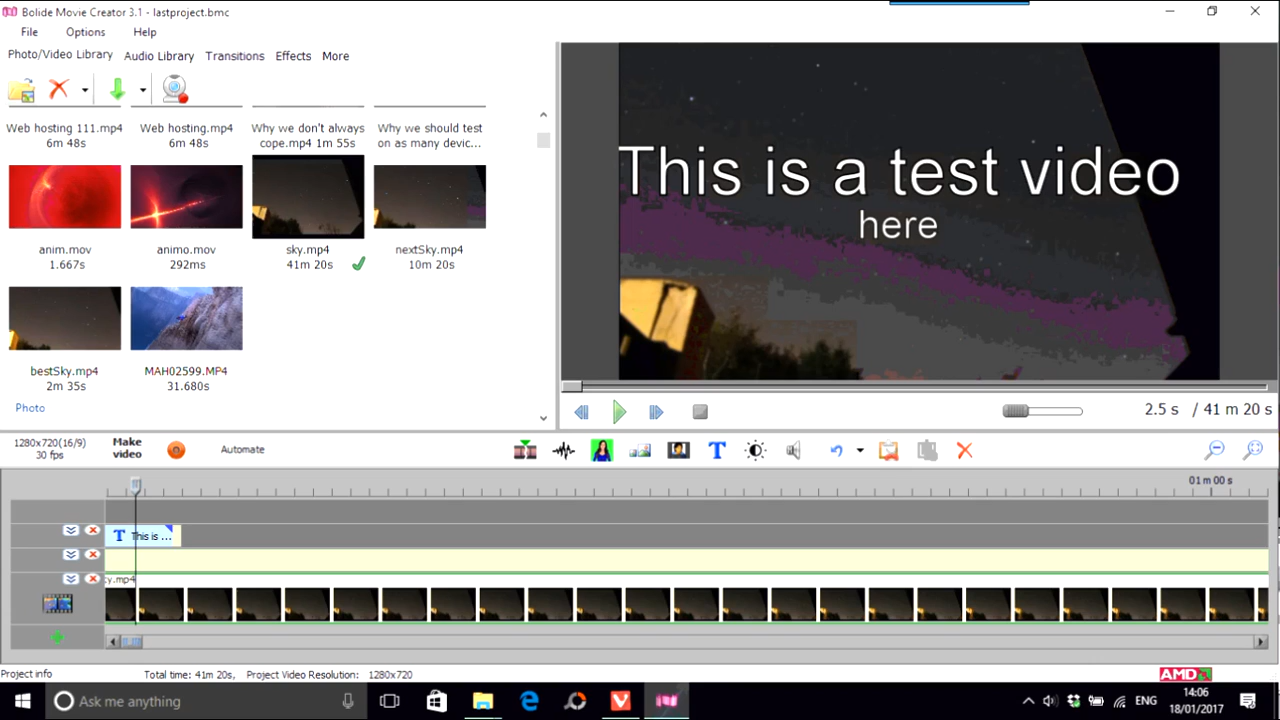 Bolide Movie Creator 3.1 - lastproject.bmc
File Options Help
Photo/Video Library Audio Library Transitions Effects More
Web hosting 111.mp4
6m 48s
Web hosting.mp4
6m 48s
Why we don't always
cope.mp4 1m 55s
Why we should test
on as many devic...
anim.mov
1.667s
animo.mov
292ms
sky.mp4
41m 20s
nextSky.mp4
10m 20s
bestSky.mp4
2m 35s
MAH02599.MP4
31.680s
Photo
This is a test video
here
2.5 s / 41 m 20 s
1280x720(16/9)
30 fps
Make
video
Automate
T
01 m 00 s
T This is ...
ky.mp4
Project info Total time: 41m 20s, Project Video Resolution: 1280x720
AMD
Ask me anything
ENG
14:06
18/01/2017